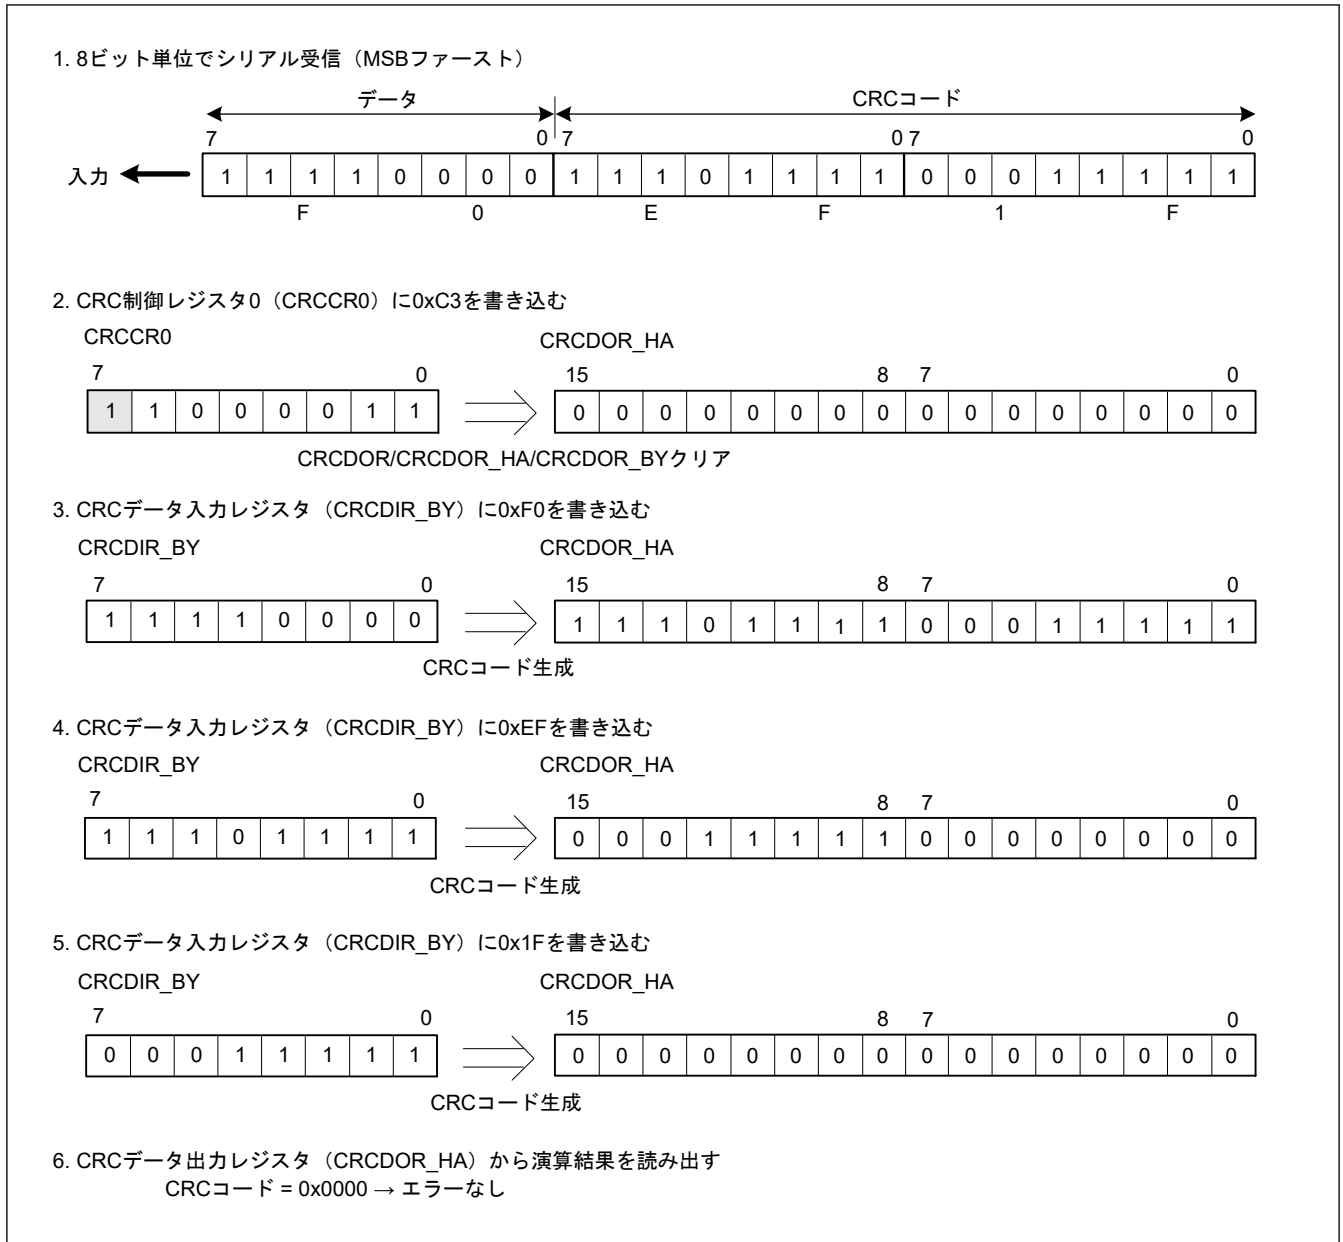 1. 8ビット単位でシリアル受信（MSBファースト）
データ CRCコード
7 0 7 0 7 0
入力 1 1 1 1 0 0 0 0 1 1 1 0 1 1 1 1 0 0 0 1 1 1 1 1
F 0 E F 1 F
2. CRC制御レジスタ0（CRCCR0）に0xC3を書き込む
CRCCR0 CRCDOR_HA
7 0 15 8 7 0
1 1 0 0 0 0 1 1 0 0 0 0 0 0 0 0 0 0 0 0 0 0 0 0
CRCDOR/CRCDOR_HA/CRCDOR_BYクリア
3. CRCデータ入力レジスタ（CRCDIR_BY）に0xF0を書き込む
CRCDIR_BY CRCDOR_HA
7 0 15 8 7 0
1 1 1 1 0 0 0 0 1 1 1 0 1 1 1 1 0 0 0 1 1 1 1 1
CRCコード生成
4. CRCデータ入力レジスタ（CRCDIR_BY）に0xEFを書き込む
CRCDIR_BY CRCDOR_HA
7 0 15 8 7 0
1 1 1 0 1 1 1 1 0 0 0 1 1 1 1 1 0 0 0 0 0 0 0 0
CRCコード生成
5. CRCデータ入力レジスタ（CRCDIR_BY）に0x1Fを書き込む
CRCDIR_BY CRCDOR_HA
7 0 15 8 7 0
0 0 0 1 1 1 1 1 0 0 0 0 0 0 0 0 0 0 0 0 0 0 0 0
CRCコード生成
6. CRCデータ出力レジスタ（CRCDOR_HA）から演算結果を読み出す
CRCコード = 0x0000 → エラーなし